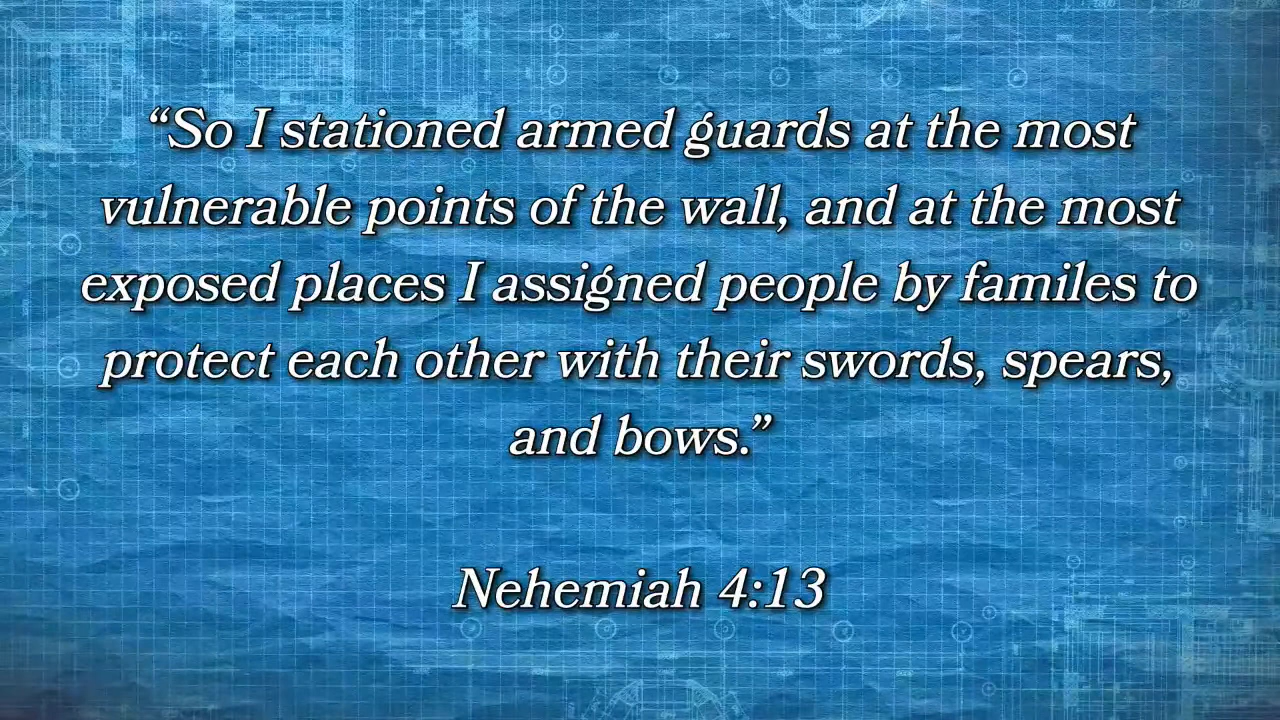 “So I stationed armed guards at the most
vulnerable points of the wall, and at the most
exposed places I assigned people by familes to
protect each other with their swords, spears,
and bows.”
Nehemiah 4:13